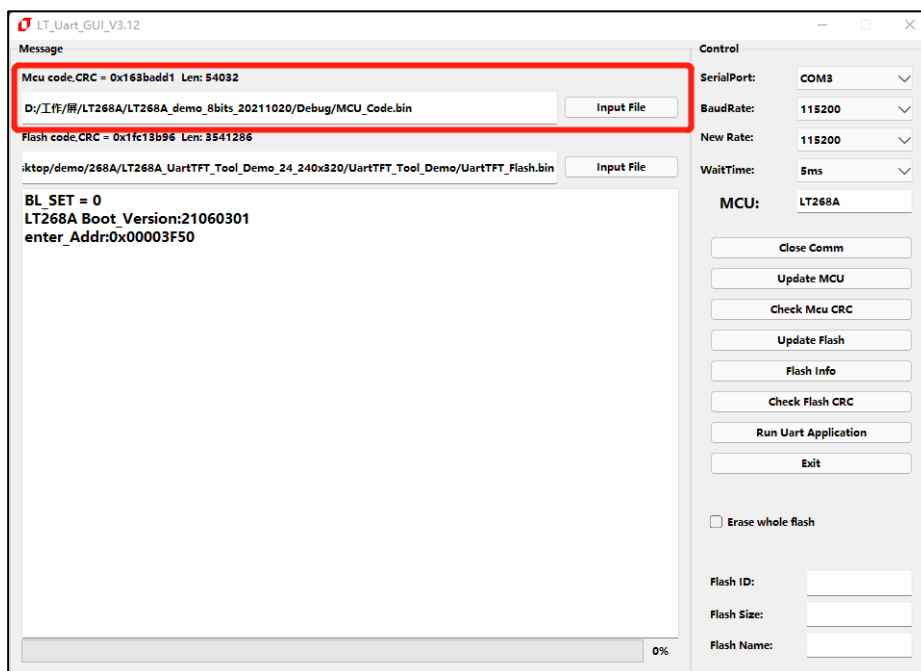 LT_Uart_GUI_V3.12
Message
Mcu code,CRC = 0x163badd1 Len: 54032
D:/工作/屏/LT268A/LT268A_demo_8bits_20211020/Debug/MCU_Code.bin
Input File
Flash code,CRC = 0x1fc13b96 Len: 3541286
sktop/demo/268A/LT268A_UartTFT_Tool_Demo_24_240x320/UartTFT_Tool_Demo/UartTFT_Flash.bin
Input File
BL_SET = 0
LT268A Boot_Version:21060301
enter_Addr:0x00003F50
0%
Control
SerialPort: COM3
BaudRate: 115200
New Rate: 115200
WaitTime: 5ms
MCU: LT268A
Close Comm
Update MCU
Check Mcu CRC
Update Flash
Flash Info
Check Flash CRC
Run Uart Application
Exit
Erase whole flash
Flash ID:
Flash Size:
Flash Name: